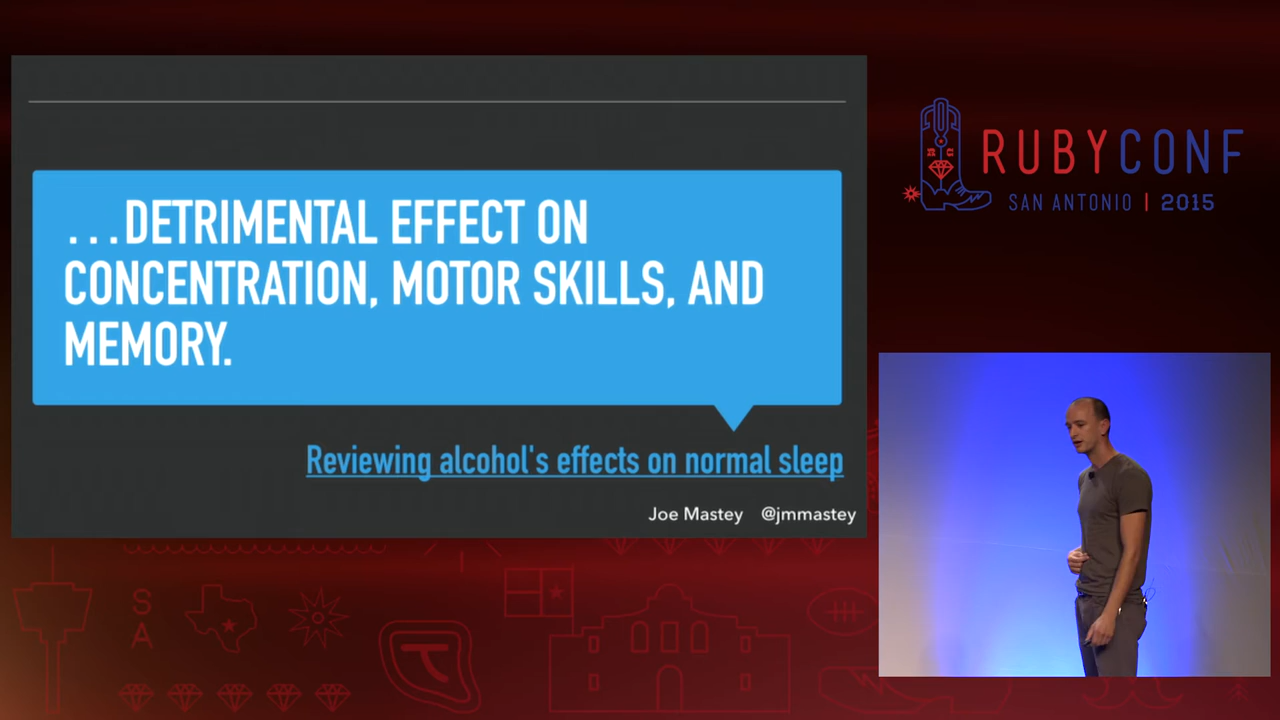 ...DETRIMENTAL EFFECT ON
CONCENTRATION, MOTOR SKILLS, AND
MEMORY.
Reviewing alcohol's effects on normal sleep
Joe Mastey @jmmastey
RUBYCONF
SAN ANTONIO | 2015
S
A